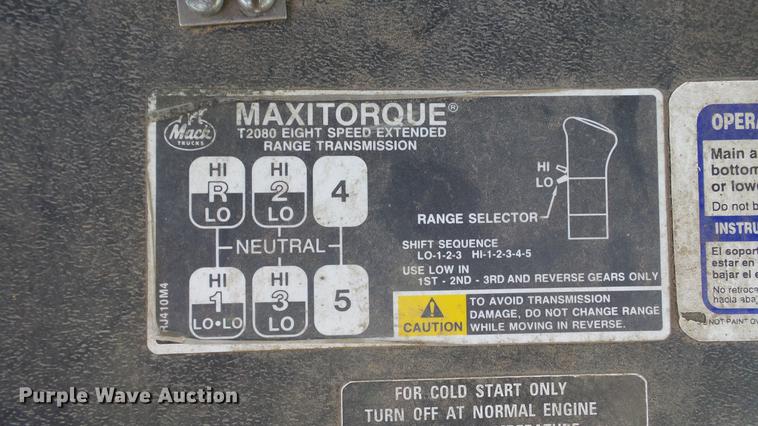 MAXITORQUE®
Mack
TRUCKS
T2080 EIGHT SPEED EXTENDED
RANGE TRANSMISSION
HI
R
LO
HI
2
LO
4
NEUTRAL
HI
1
LO•LO
HI
3
LO
5
HI
LO
RANGE SELECTOR
SHIFT SEQUENCE
LO-1-2-3 HI-1-2-3-4-5
USE LOW IN
1ST - 2ND - 3RD AND REVERSE GEARS ONLY
CAUTION
TO AVOID TRANSMISSION
DAMAGE, DO NOT CHANGE RANGE
WHILE MOVING IN REVERSE.
J410M4
Main a
bottom
or lowe
Do not b
El soport
estar en
bajar el e
No retroc
hacia aba
NOT PAINT
FOR COLD START ONLY
TURN OFF AT NORMAL ENGINE
Purple Wave Auction